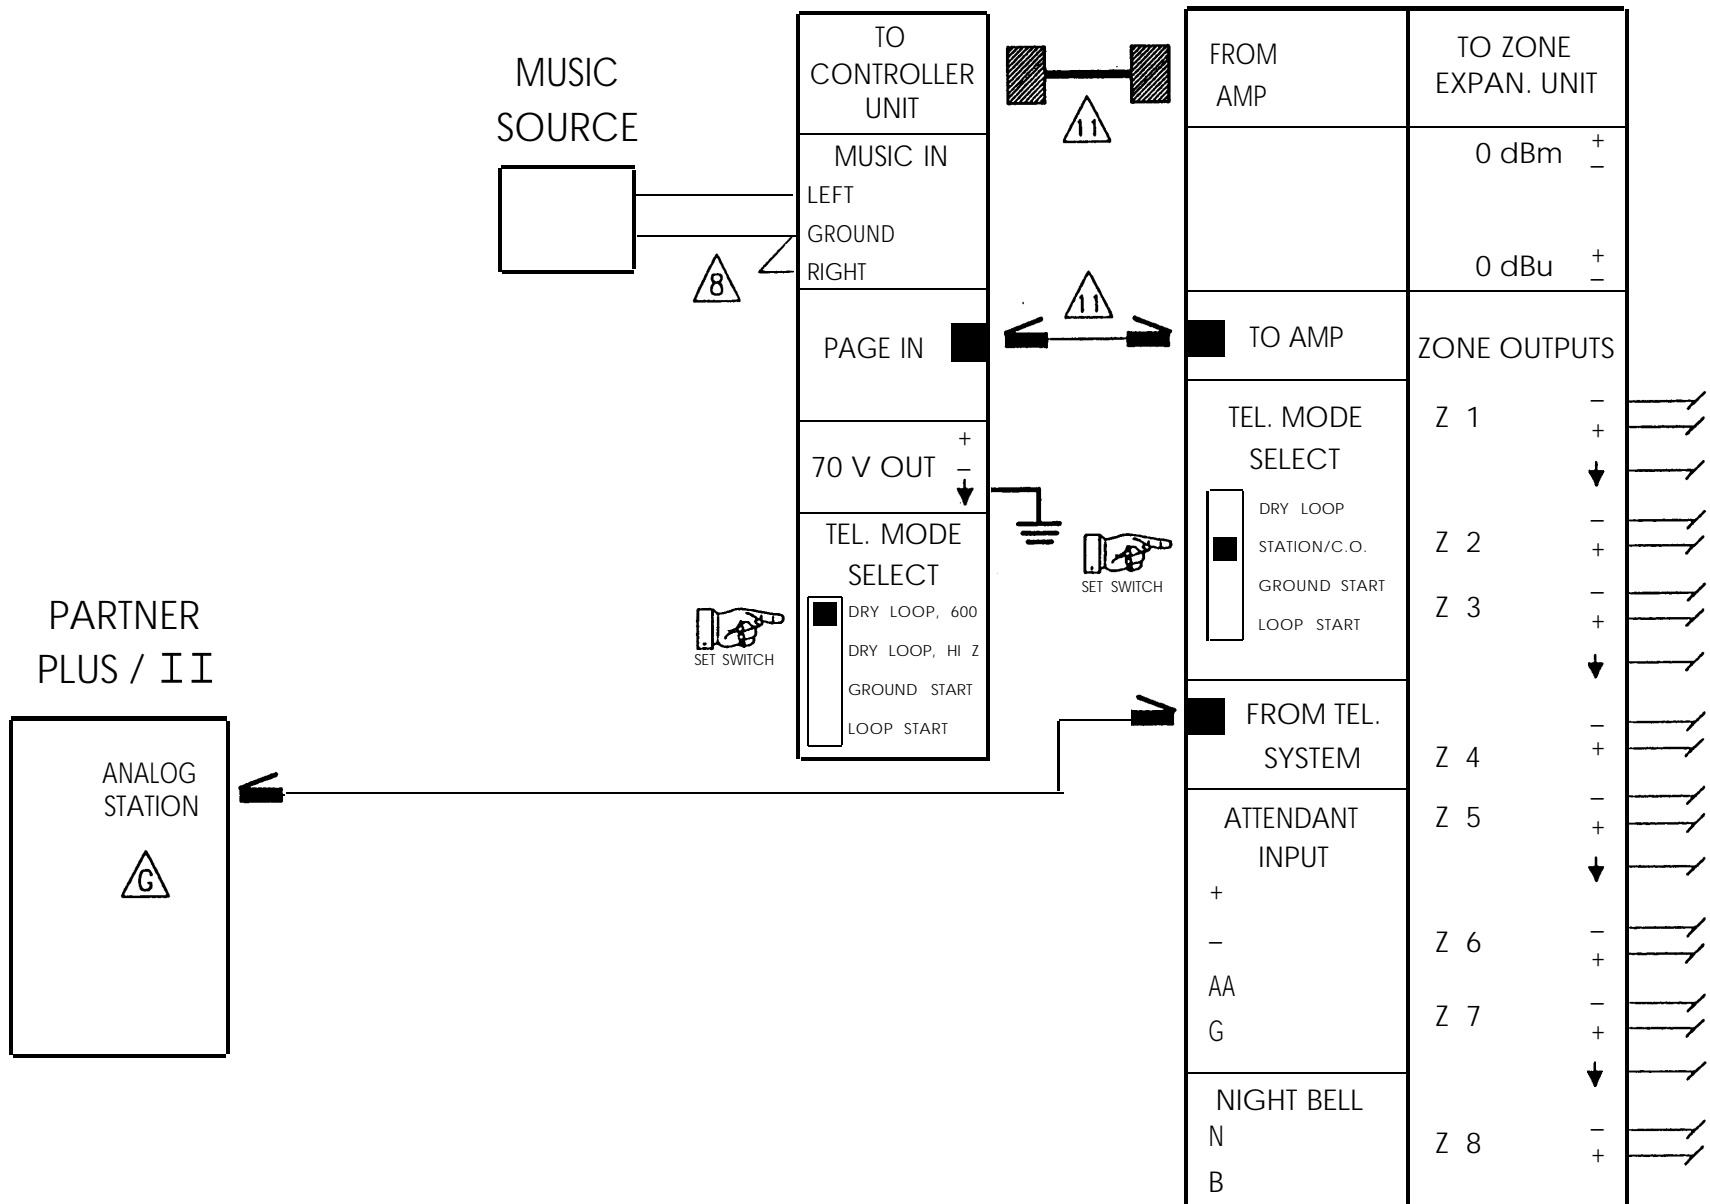 MUSIC
SOURCE
8
PARTNER
PLUS / II
ANALOG
STATION
G
TO
CONTROLLER
UNIT
MUSIC IN
LEFT
GROUND
RIGHT
PAGE IN
70 V OUT
+
–
TEL. MODE
SELECT
DRY LOOP, 600
DRY LOOP, HI Z
GROUND START
LOOP START
SET SWITCH
11
11
SET SWITCH
FROM
AMP
TO AMP
TEL. MODE
SELECT
DRY LOOP
STATION/C.O.
GROUND START
LOOP START
FROM TEL.
SYSTEM
ATTENDANT
INPUT
+
–
AA
G
NIGHT BELL
N
B
TO ZONE
EXPAN. UNIT
0 dBm + –
0 dBu + –
ZONE OUTPUTS
Z 1 – +
Z 2 – +
Z 3 – +
Z 4 – +
Z 5 – +
Z 6 – +
Z 7 – +
Z 8 – +